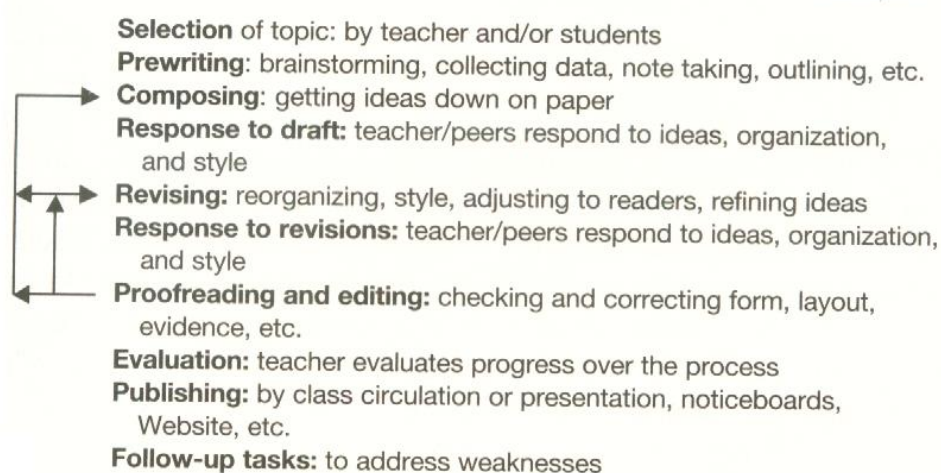 Selection of topic: by teacher and/or students
Prewriting: brainstorming, collecting data, note taking, outlining, etc.
Composing: getting ideas down on paper
Response to draft: teacher/peers respond to ideas, organization,
and style
Revising: reorganizing, style, adjusting to readers, refining ideas
Response to revisions: teacher/peers respond to ideas, organization,
and style
Proofreading and editing: checking and correcting form, layout,
evidence, etc.
Evaluation: teacher evaluates progress over the process
Publishing: by class circulation or presentation, noticeboards,
Website, etc.
Follow-up tasks: to address weaknesses